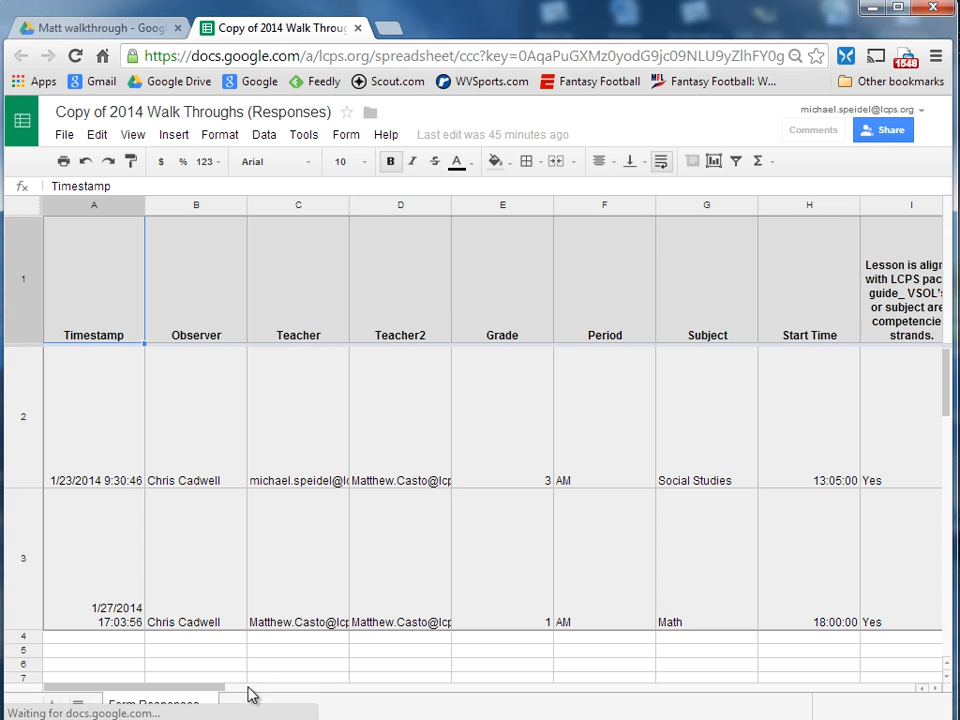 Matt walkthrough - Goog
Copy of 2014 Walk Throug
https://docs.google.com/a/lcps.org/spreadsheet/ccc?key=0AqaPuGXMz0yodG9jc09NLU9yZlhFY0g
1548
Apps Gmail Google Drive Google Feedly Scout.com WVSports.com Fantasy Football Fantasy Football: W... Other bookmarks
Copy of 2014 Walk Throughs (Responses)
michael.speidel@lcps.org
File Edit View Insert Format Data Tools Form Help Last edit was 45 minutes ago
Comments Share
$ % 123 Arial 10 B I S A Σ
fx Timestamp
A B C D E F G H I
1
Lesson is align
with LCPS pac
guide_ VSOL's
or subject are
competencie
strands.
Timestamp Observer Teacher Teacher2 Grade Period Subject Start Time
2
1/23/2014 9:30:46 Chris Cadwell michael.speidel@lc Matthew.Casto@lcp 3 AM Social Studies 13:05:00 Yes
3
1/27/2014
17:03:56 Chris Cadwell Matthew.Casto@lcp Matthew.Casto@lcp 1 AM Math 18:00:00 Yes
4
5
6
7
Form Responses
Waiting for docs.google.com...